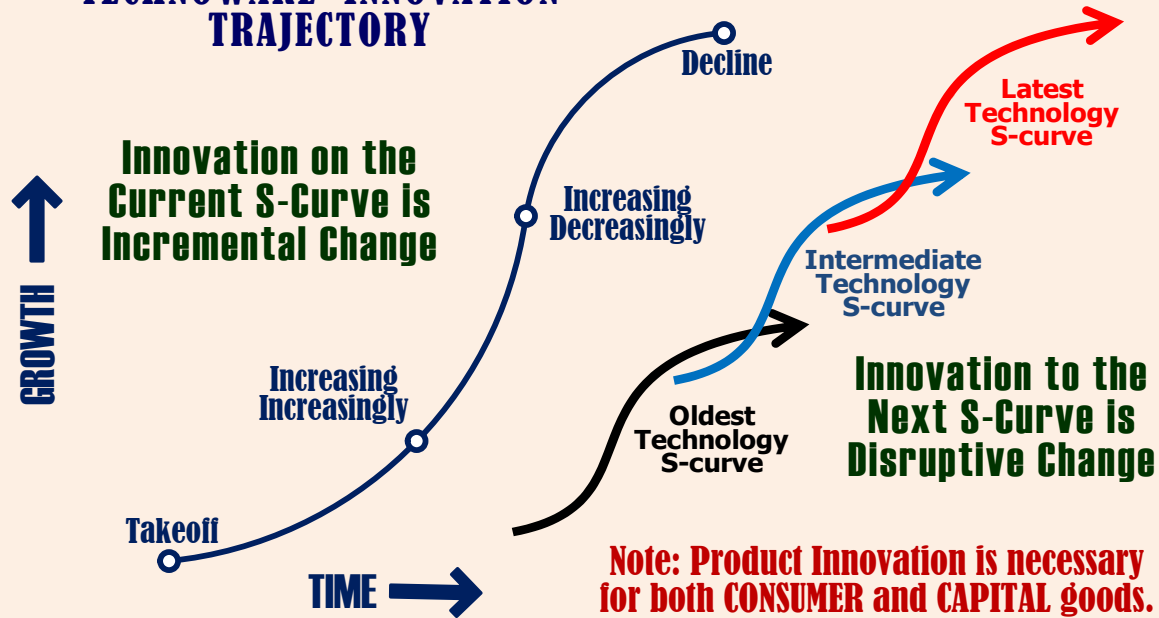 TECHNOWARE INNOVATION
TRAJECTORY
Decline
Latest
Technology
S-curve
Innovation on the
Current S-Curve is
Incremental Change
Increasing
Decreasingly
Intermediate
Technology
S-curve
GROWTH
Increasing
Increasingly
Oldest
Technology
S-curve
Innovation to the
Next S-Curve is
Disruptive Change
Takeoff
TIME
Note: Product Innovation is necessary
for both CONSUMER and CAPITAL goods.